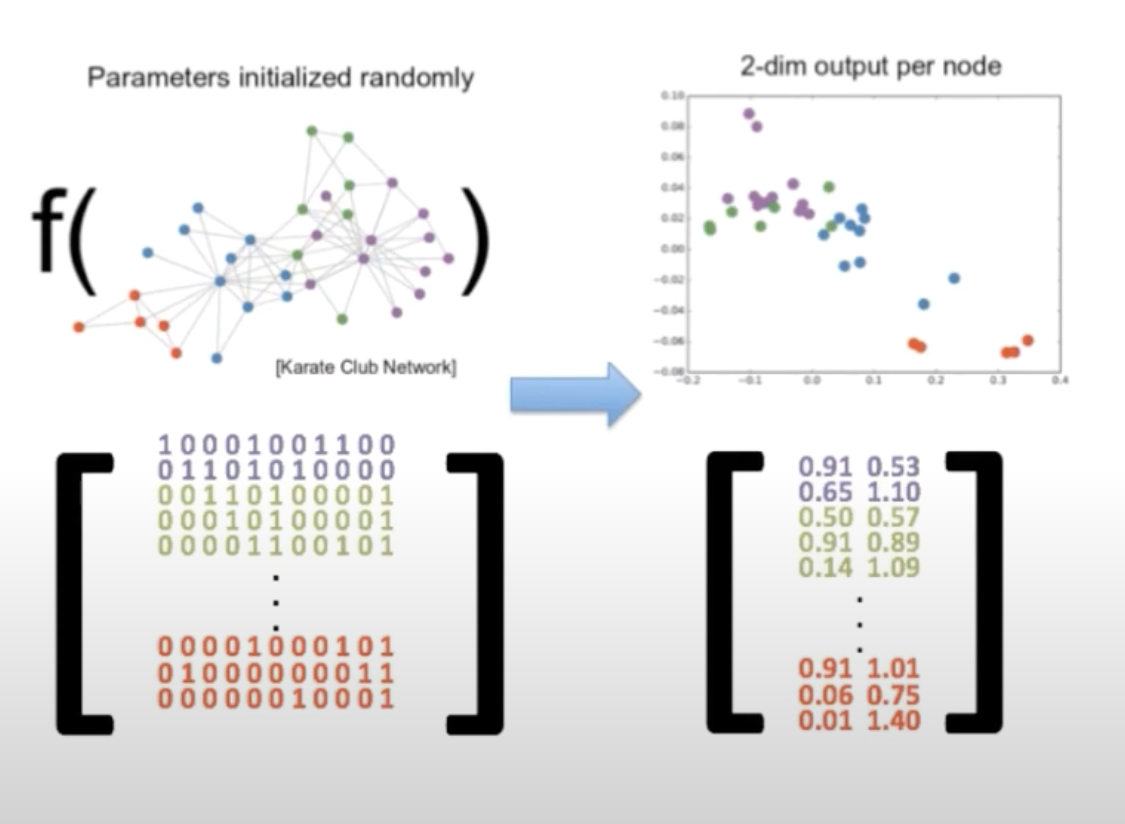 Parameters initialized randomly
f( )
[Karate Club Network]
2-dim output per node
0.10
0.08
0.06
0.04
0.02
0.00
−0.02
−0.04
−0.06
−0.08
−0.2 −0.1 0.0 0.1 0.2 0.3 0.4
1 0 0 0 1 0 0 1 1 0 0
0 1 1 0 1 0 1 0 0 0 0
0 0 1 1 0 1 0 0 0 0 1
0 0 0 1 0 1 0 0 0 0 1
0 0 0 0 1 1 0 0 1 0 1
.
.
.
0 0 0 0 1 0 0 0 1 0 1
0 1 0 0 0 0 0 0 0 1 1
0 0 0 0 0 0 1 0 0 0 1
0.91 0.53
0.65 1.10
0.50 0.57
0.91 0.89
0.14 1.09
.
.
.
0.91 1.01
0.06 0.75
0.01 1.40